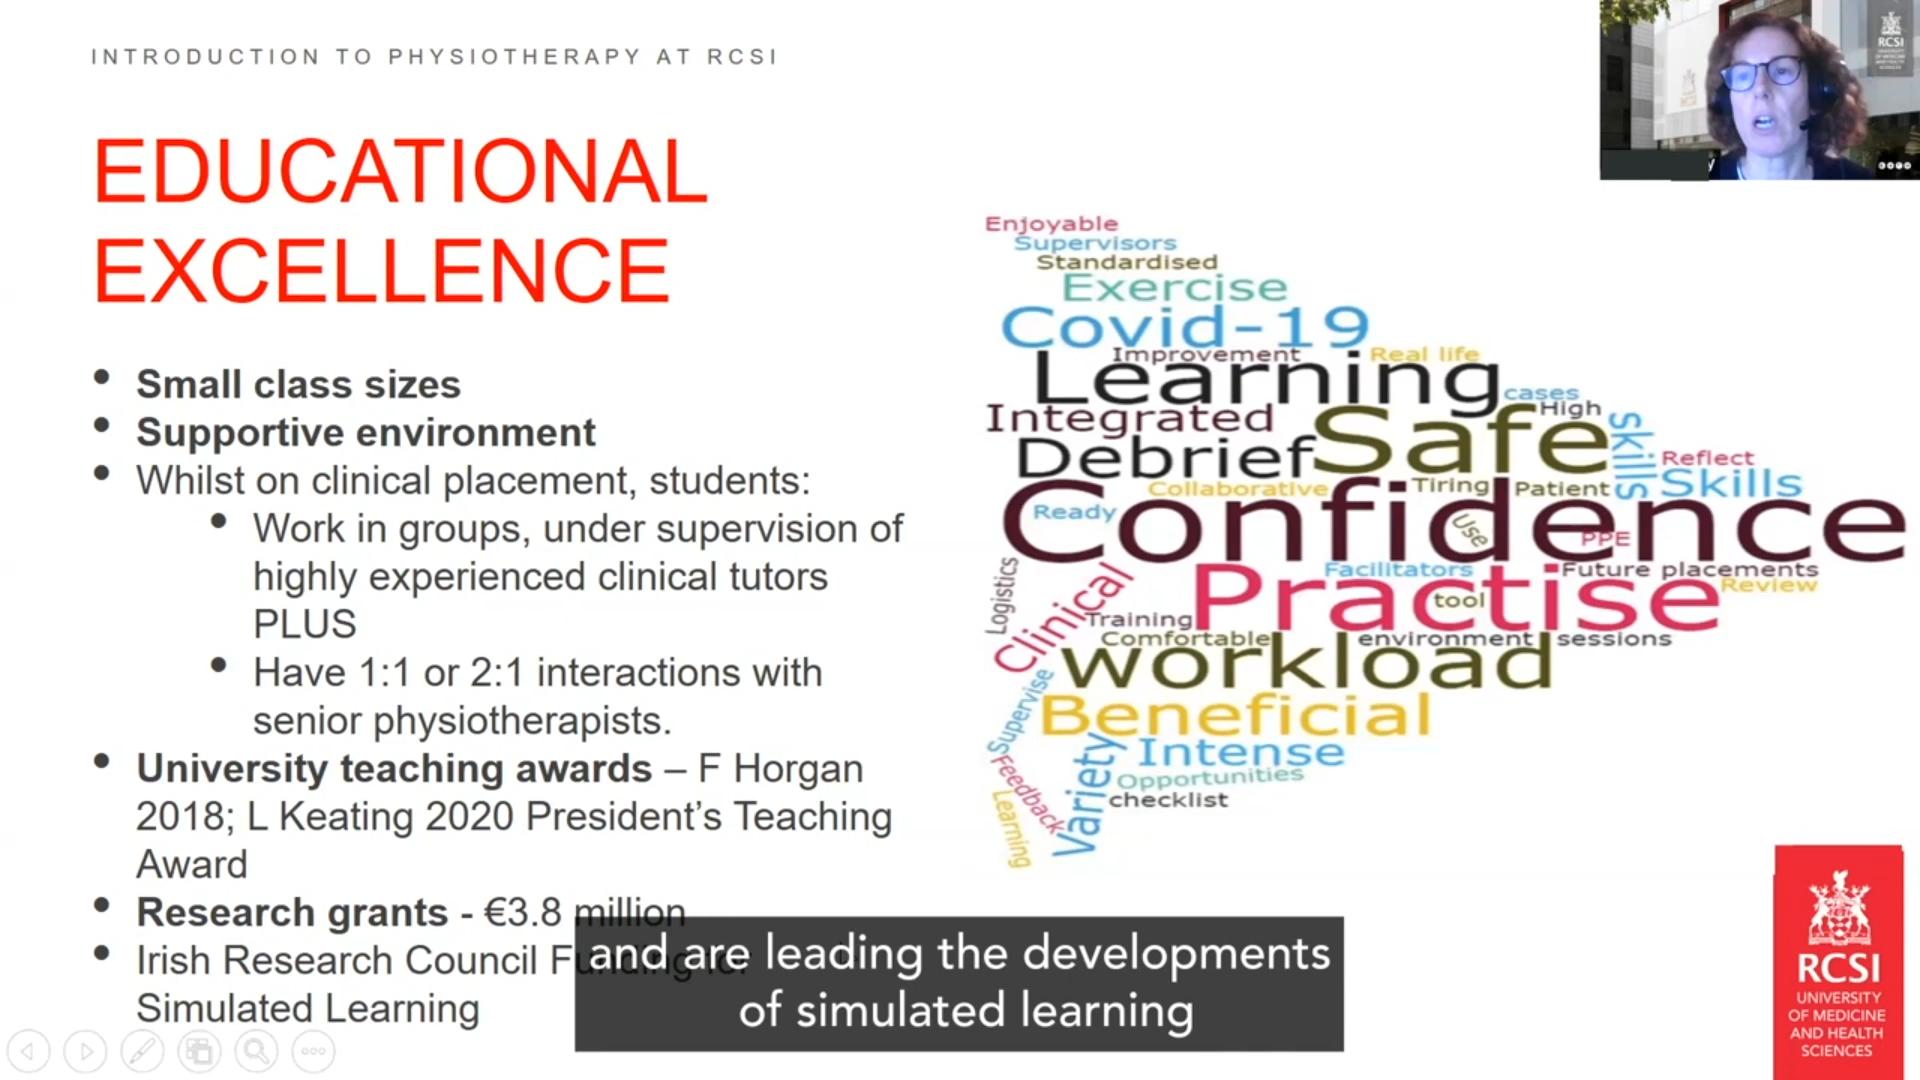 INTRODUCTION TO PHYSIOTHERAPY AT RCSI
EDUCATIONAL
EXCELLENCE
• Small class sizes
• Supportive environment
• Whilst on clinical placement, students:
• Work in groups, under supervision of
highly experienced clinical tutors
PLUS
• Have 1:1 or 2:1 interactions with
senior physiotherapists.
• University teaching awards – F Horgan
2018; L Keating 2020 President's Teaching
Award
• Research grants - €3.8 million
• Irish Research Council Funding for
Simulated Learning
Enjoyable
Supervisors
Standardised
Exercise
Covid-19
Improvement
Real life
Learning
cases
High
Integrated
Safe
skills
Debrief
Reflect
Collaborative
Tiring
Patient
Skills
Ready
Confidence
Use
PPE
Logistics
Facilitators
Future placements
Clinical
Practise
Review
tool
Training
Comfortable
environment
sessions
workload
Supervise
Beneficial
Intense
Variety
Opportunities
Feedback
checklist
Learning
and are leading the developments
of simulated learning
RCSI
RCSI
UNIVERSITY
OF MEDICINE
AND HEALTH
SCIENCES